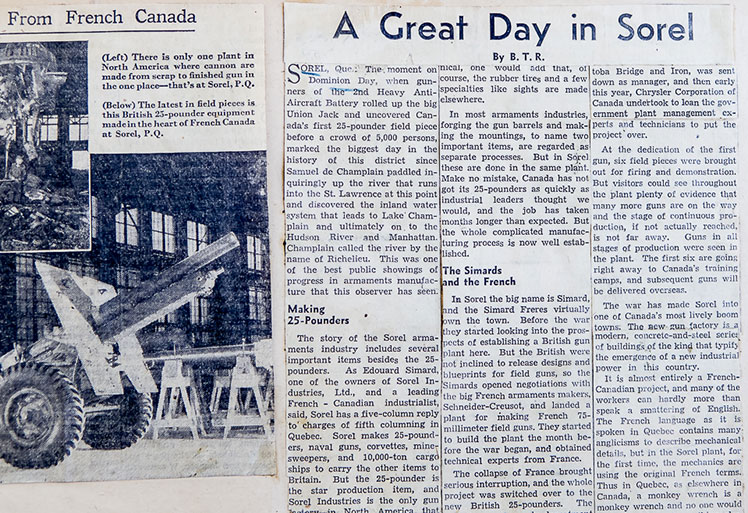 From French Canada
(Left) There is only one plant in
North America where cannon are
made from scrap to finished gun in
the one place—that's at Sorel, P.Q.
(Below) The latest in field pieces is
this British 25-pounder equipment
made in the heart of French Canada
at Sorel, P.Q.
A Great Day in Sorel
By B. T. R.
SOREL, Que. The moment on
Dominion Day, when gun-
ners of the 2nd Heavy Anti-
Aircraft Battery rolled up the big
Union Jack and uncovered Can-
ada's first 25-pounder field piece
before a crowd of 5,000 persons,
marked the biggest day in the
history of this district since
Samuel de Champlain paddled in-
quiringly up the river that runs
into the St. Lawrence at this point
and discovered the inland water
system that leads to Lake Cham-
plain and ultimately on to the
Hudson River and Manhattan.
Champlain called the river by the
name of Richelieu. This was one
of the best public showings of
progress in armaments manufac-
ture that this observer has seen.
Making
25-Pounders
The story of the Sorel arma-
ments industry includes several
important items besides the 25-
pounders. As Edouard Simard,
one of the owners of Sorel In-
dustries, Ltd., and a leading
French-Canadian industrialist,
said, Sorel has a five-column reply
to charges of fifth columning in
Quebec. Sorel makes 25-pound-
ers, naval guns, corvettes, mine-
sweepers, and 10,000-ton cargo
ships to carry the other items to
Britain. But the 25-pounder is
the star production item, and
Sorel Industries is the only gun
in North America, that
nical, one would add that, of
course, the rubber tires and a few
specialties like sights are made
elsewhere.
In most armaments industries,
forging the gun barrels and mak-
ing the mountings, to name two
important items, are regarded as
separate processes. But in Sorel
these are done in the same plant.
Make no mistake, Canada has not
got its 25-pounders as quickly as
industrial leaders thought we
would, and the job has taken
months longer than expected. But
the whole complicated manufac-
turing process is now well estab-
lished.
The Simards
and the French
In Sorel the big name is Simard,
and the Simard Freres virtually
own the town. Before the war
they started looking into the pros-
pects of establishing a British gun
plant here. But the British were
not inclined to release designs and
blueprints for field guns, so the
Simards opened negotiations with
the big French armaments makers,
Schneider-Creusot, and landed a
plant for making French 75-
millimeter field guns. They started
to build the plant the month be-
fore the war began, and obtained
technical experts from France.
The collapse of France brought
serious interruption, and the whole
project was switched over to the
new British 25-pounders. The
toba Bridge and Iron, was sent
down as manager, and then early
this year, Chrysler Corporation of
Canada undertook to loan the gov-
ernment plant management ex-
perts and technicians to put the
project over.
At the dedication of the first
gun, six field pieces were brought
out for firing and demonstration.
But visitors could see throughout
the plant plenty of evidence that
many more guns are on the way
and the stage of continuous pro-
duction, if not actually reached,
is not far away. Guns in all
stages of production were seen in
the plant. The first six are going
right away to Canada's training
camps, and subsequent guns will
be delivered overseas.
The war has made Sorel into
one of Canada's most lively boom
towns. The new gun factory is a
modern, concrete-and-steel series
of buildings of the kind that typify
the emergence of a new industrial
power in this country.
It is almost entirely a French-
Canadian project, and many of the
workers can hardly more than
speak a smattering of English.
The French language as it is
spoken in Quebec contains many
anglicisms to describe mechanical
details, but in the Sorel plant, for
the first time, the mechanics are
using the original French terms.
Thus in Quebec, as elsewhere in
Canada, a monkey wrench is a
monkey wrench and no one would